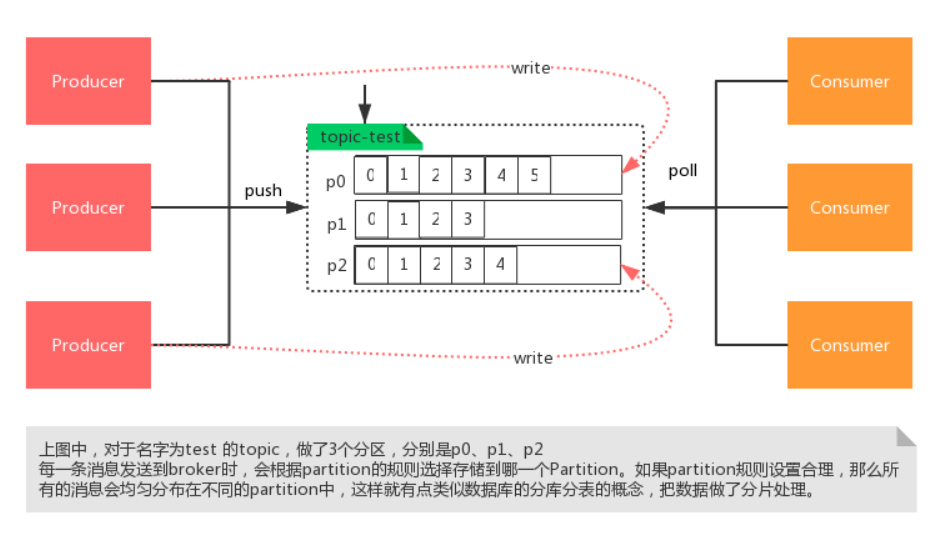 Producer
write
Consumer
topic-test
p0 0 1 2 3 4 5
poll
push
Producer
p1 0 1 2 3
Consumer
p2 0 1 2 3 4
Producer
write
Consumer
上图中，对于名字为test 的topic，做了3个分区，分别是p0、p1、p2
每一条消息发送到broker时，会根据partition的规则选择存储到哪一个Partition。如果partition规则设置合理，那么所
有的消息会均匀分布在不同的partition中，这样就有点类似数据库的分库分表的概念，把数据做了分片处理。